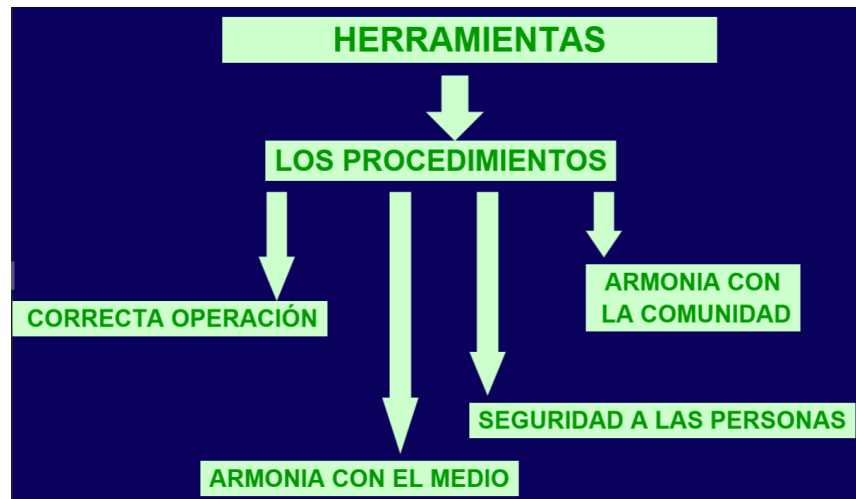 HERRAMIENTAS
LOS PROCEDIMIENTOS
CORRECTA OPERACIÓN
ARMONIA CON
LA COMUNIDAD
SEGURIDAD A LAS PERSONAS
ARMONIA CON EL MEDIO